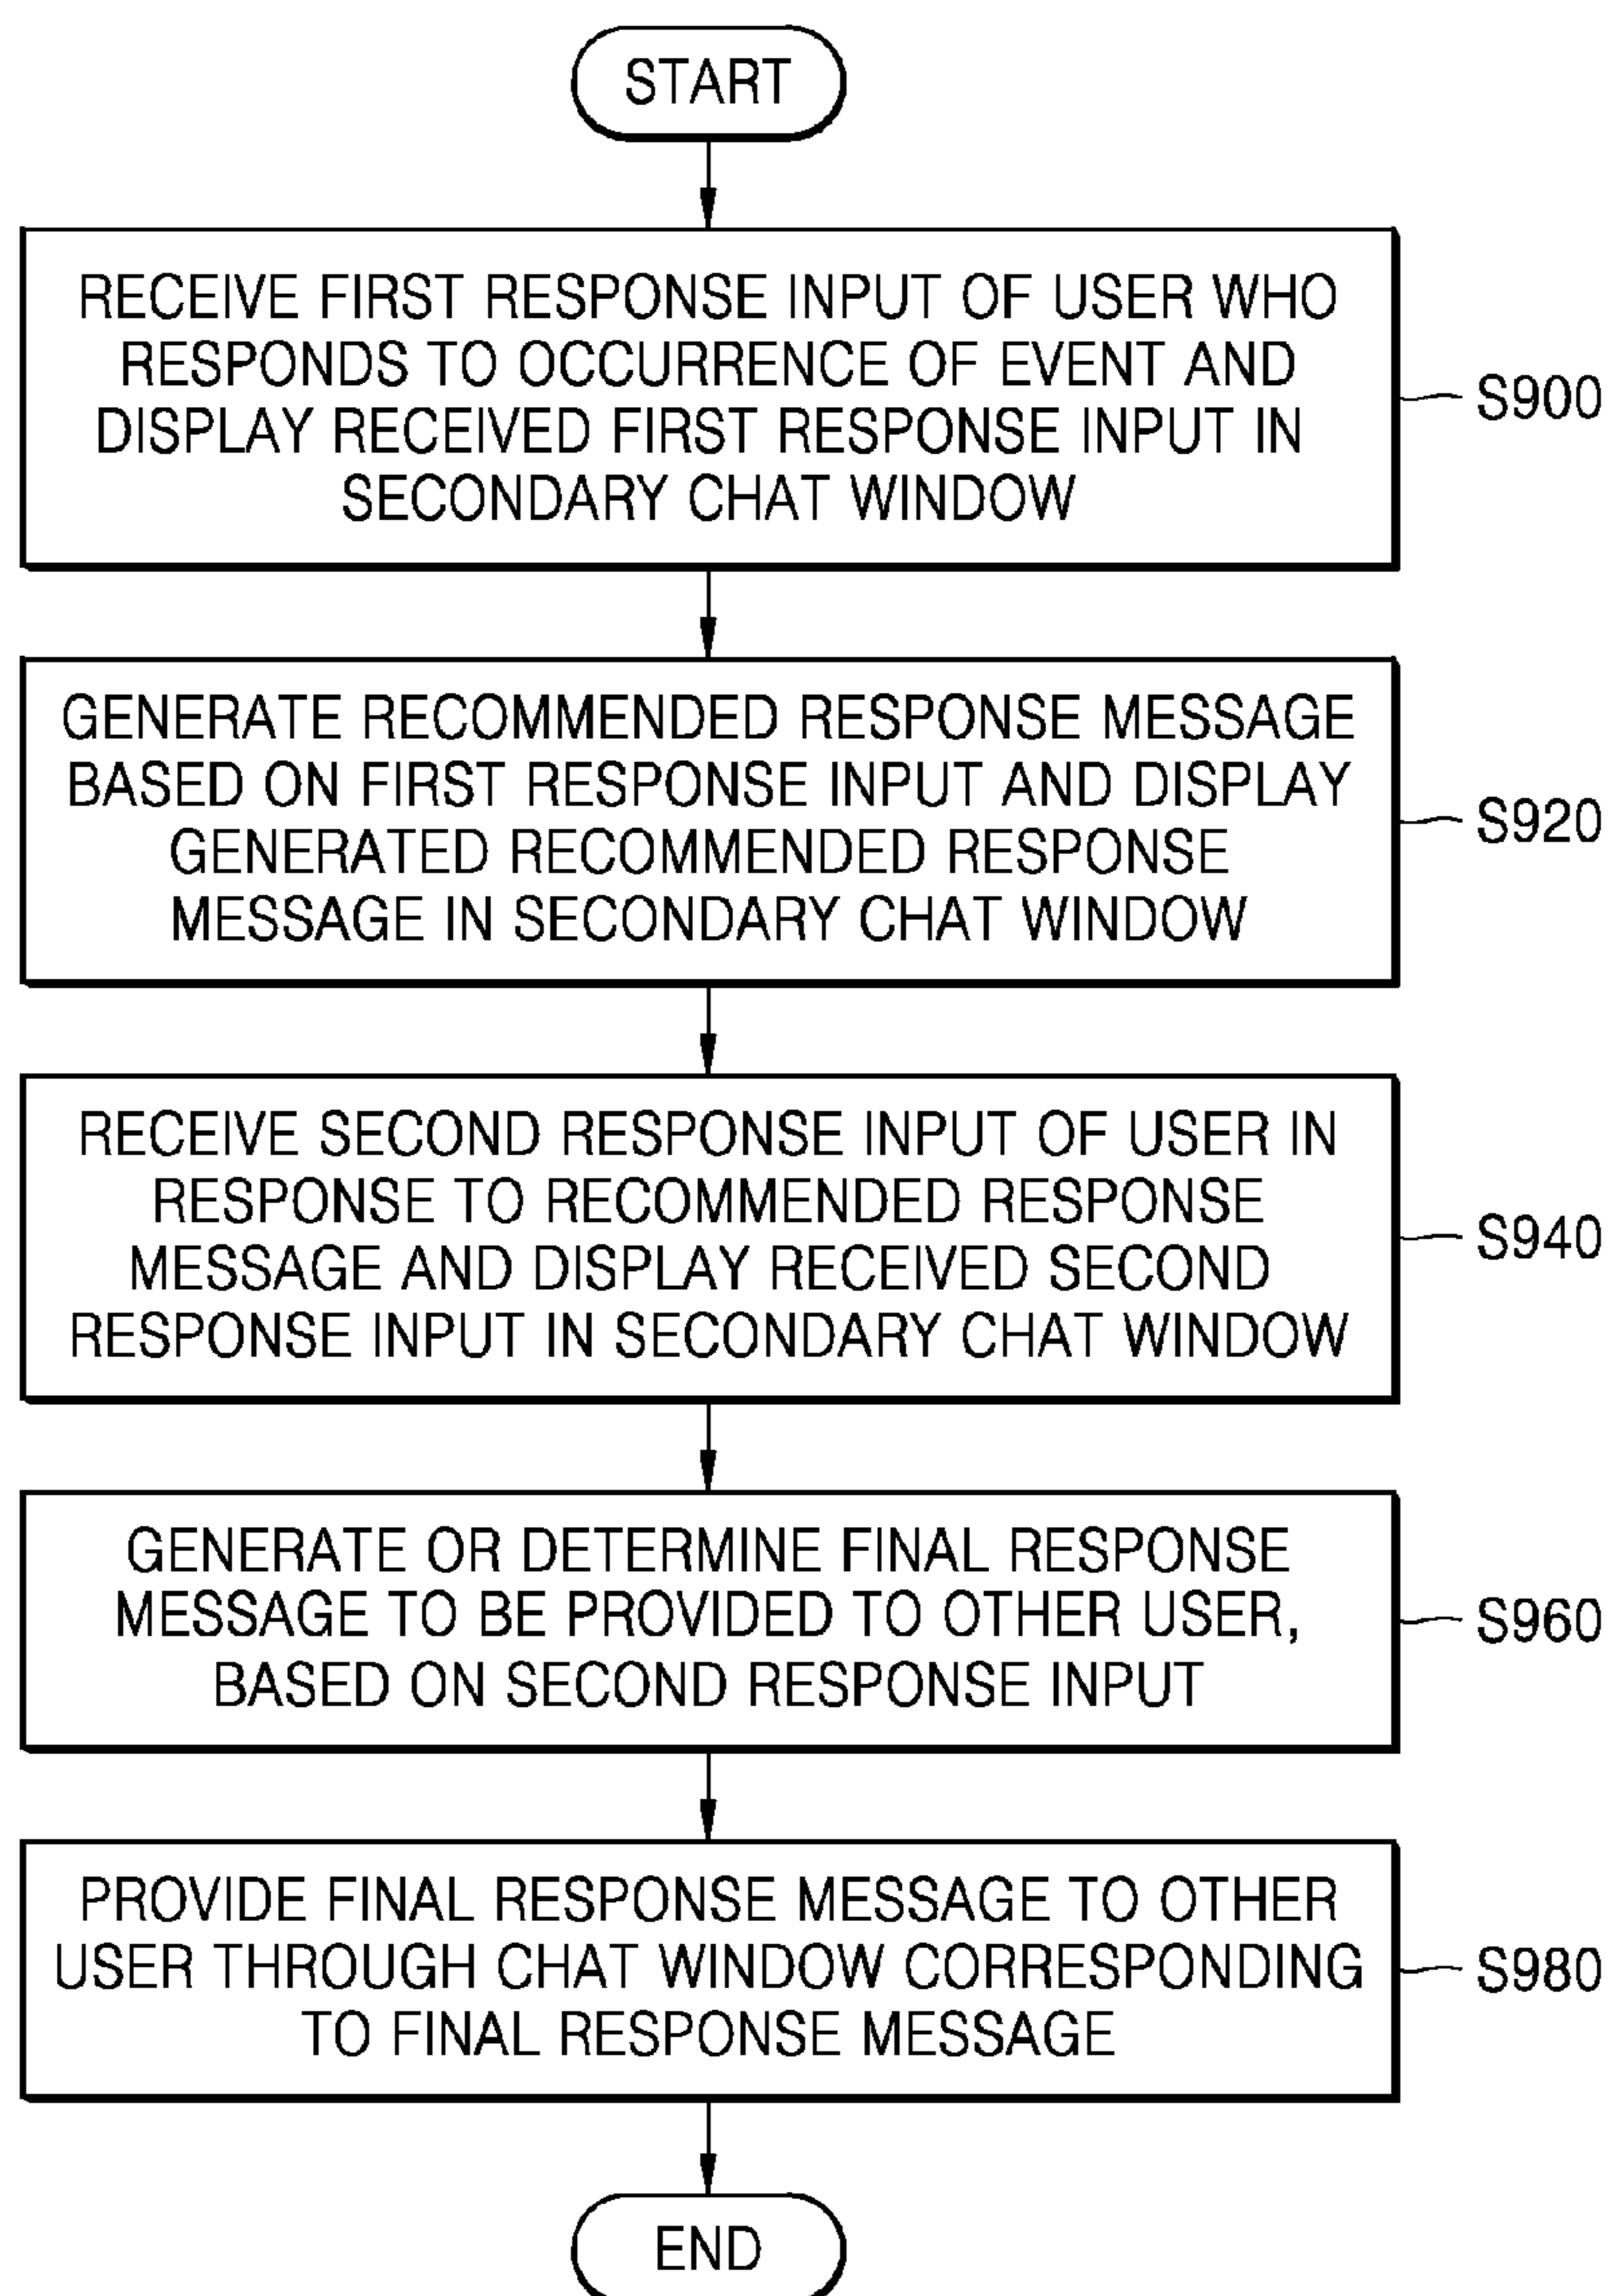 START
RECEIVE FIRST RESPONSE INPUT OF USER WHO
RESPONDS TO OCCURRENCE OF EVENT AND
DISPLAY RECEIVED FIRST RESPONSE INPUT IN
SECONDARY CHAT WINDOW
S900
GENERATE RECOMMENDED RESPONSE MESSAGE
BASED ON FIRST RESPONSE INPUT AND DISPLAY
GENERATED RECOMMENDED RESPONSE
MESSAGE IN SECONDARY CHAT WINDOW
S920
RECEIVE SECOND RESPONSE INPUT OF USER IN
RESPONSE TO RECOMMENDED RESPONSE
MESSAGE AND DISPLAY RECEIVED SECOND
RESPONSE INPUT IN SECONDARY CHAT WINDOW
S940
GENERATE OR DETERMINE FINAL RESPONSE
MESSAGE TO BE PROVIDED TO OTHER USER,
BASED ON SECOND RESPONSE INPUT
S960
PROVIDE FINAL RESPONSE MESSAGE TO OTHER
USER THROUGH CHAT WINDOW CORRESPONDING
TO FINAL RESPONSE MESSAGE
S980
END